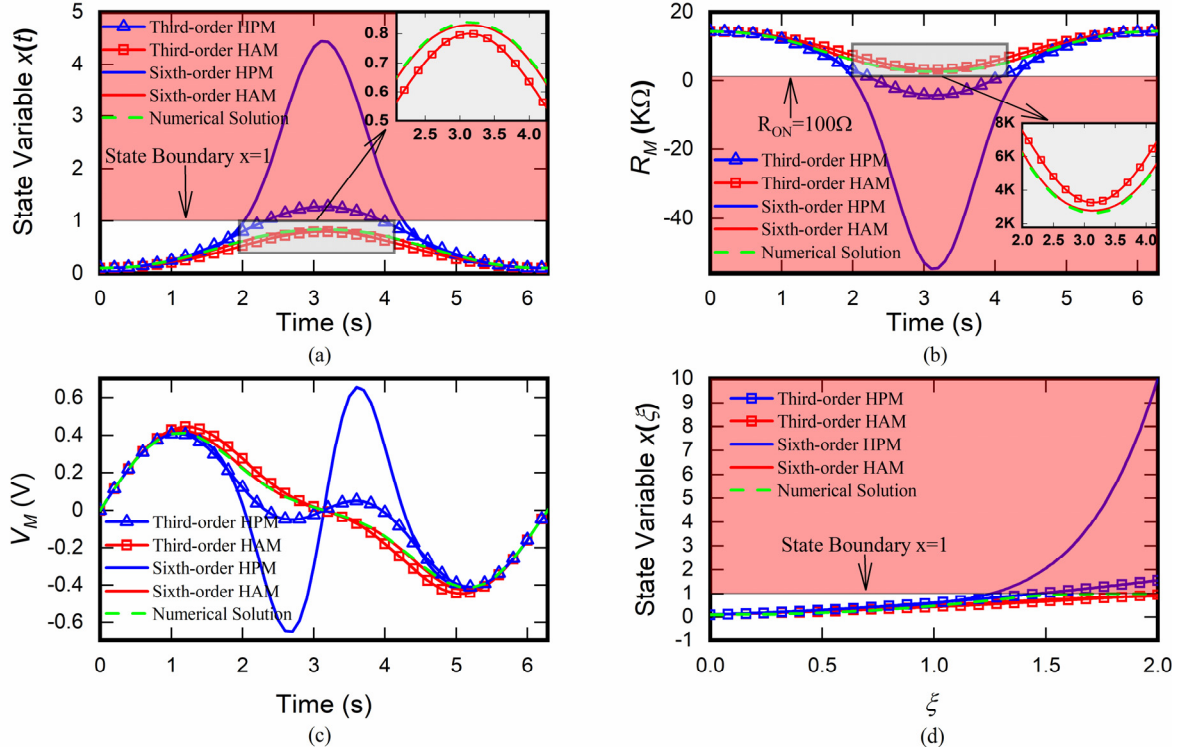 State Variable x(t)
5
4
3
2
1
0
Third-order HPM
Third-order HAM
Sixth-order HPM
Sixth-order HAM
Numerical Solution
State Boundary x=1
0.8
0.7
0.6
0.5
2.5 3.0 3.5 4.0
0 1 2 3 4 5 6
Time (s)
(a)
R_M (KΩ)
20
0
-20
-40
R_ON=100Ω
Third-order HPM
Third-order HAM
Sixth-order HPM
Sixth-order HAM
Numerical Solution
8K
6K
4K
2K
2.0 2.5 3.0 3.5 4.0
0 1 2 3 4 5 6
Time (s)
(b)
V_M (V)
0.6
0.4
0.2
0
-0.2
-0.4
-0.6
Third-order HPM
Third-order HAM
Sixth-order HPM
Sixth-order HAM
Numerical Solution
0 1 2 3 4 5 6
Time (s)
(c)
State Variable x(ξ)
10
9
8
7
6
5
4
3
2
1
0
-1
Third-order HPM
Third-order HAM
Sixth-order HPM
Sixth-order HAM
Numerical Solution
State Boundary x=1
0.0 0.5 1.0 1.5 2.0
ξ
(d)